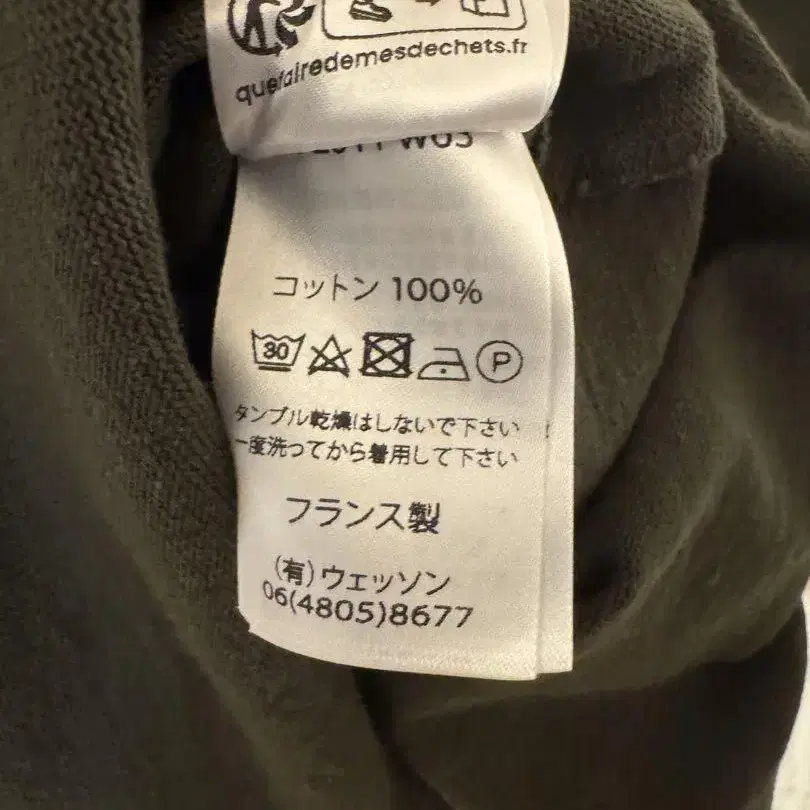 quefairedemesdechets.fr
コットン 100%
30
P
タンブル乾燥はしないで下さい
一度洗ってから着用して下さい
フランス製
(有)ウェッソン
06(4805)8677